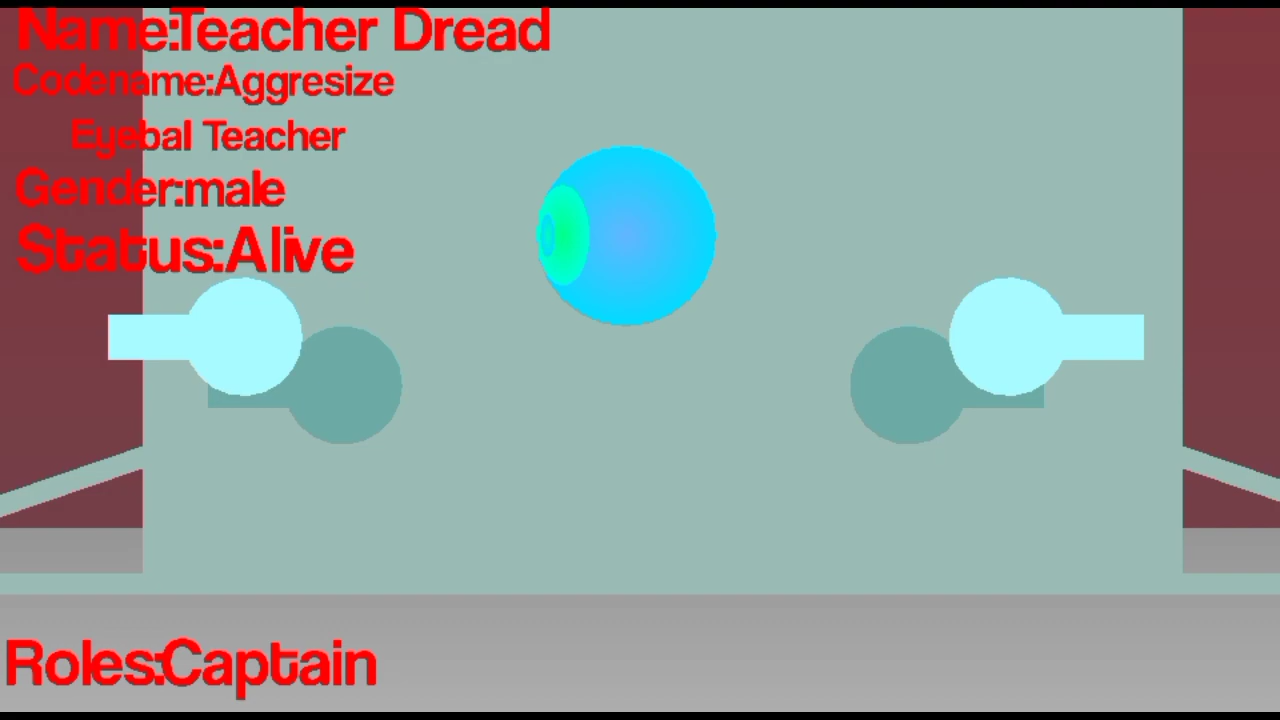 Name:Teacher Dread
Codename:Aggresize
Eyebal Teacher
Gender:male
Status:Alive
Roles:Captain